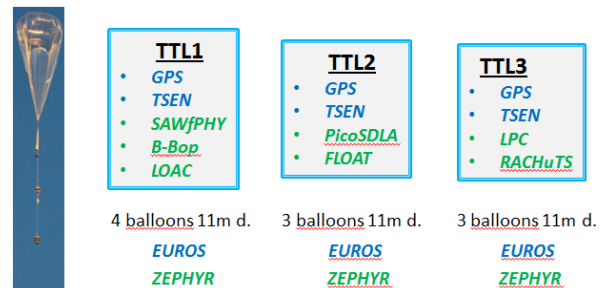 TTL1
GPS
TSEN
SAWfPHY
B-Bop
LOAC
4 balloons 11m d.
EUROS
ZEPHYR
TTL2
GPS
TSEN
PicoSDLA
FLOAT
3 balloons 11m d.
EUROS
ZEPHYR
TTL3
GPS
TSEN
LPC
RACHuTS
3 balloons 11m d.
EUROS
ZEPHYR